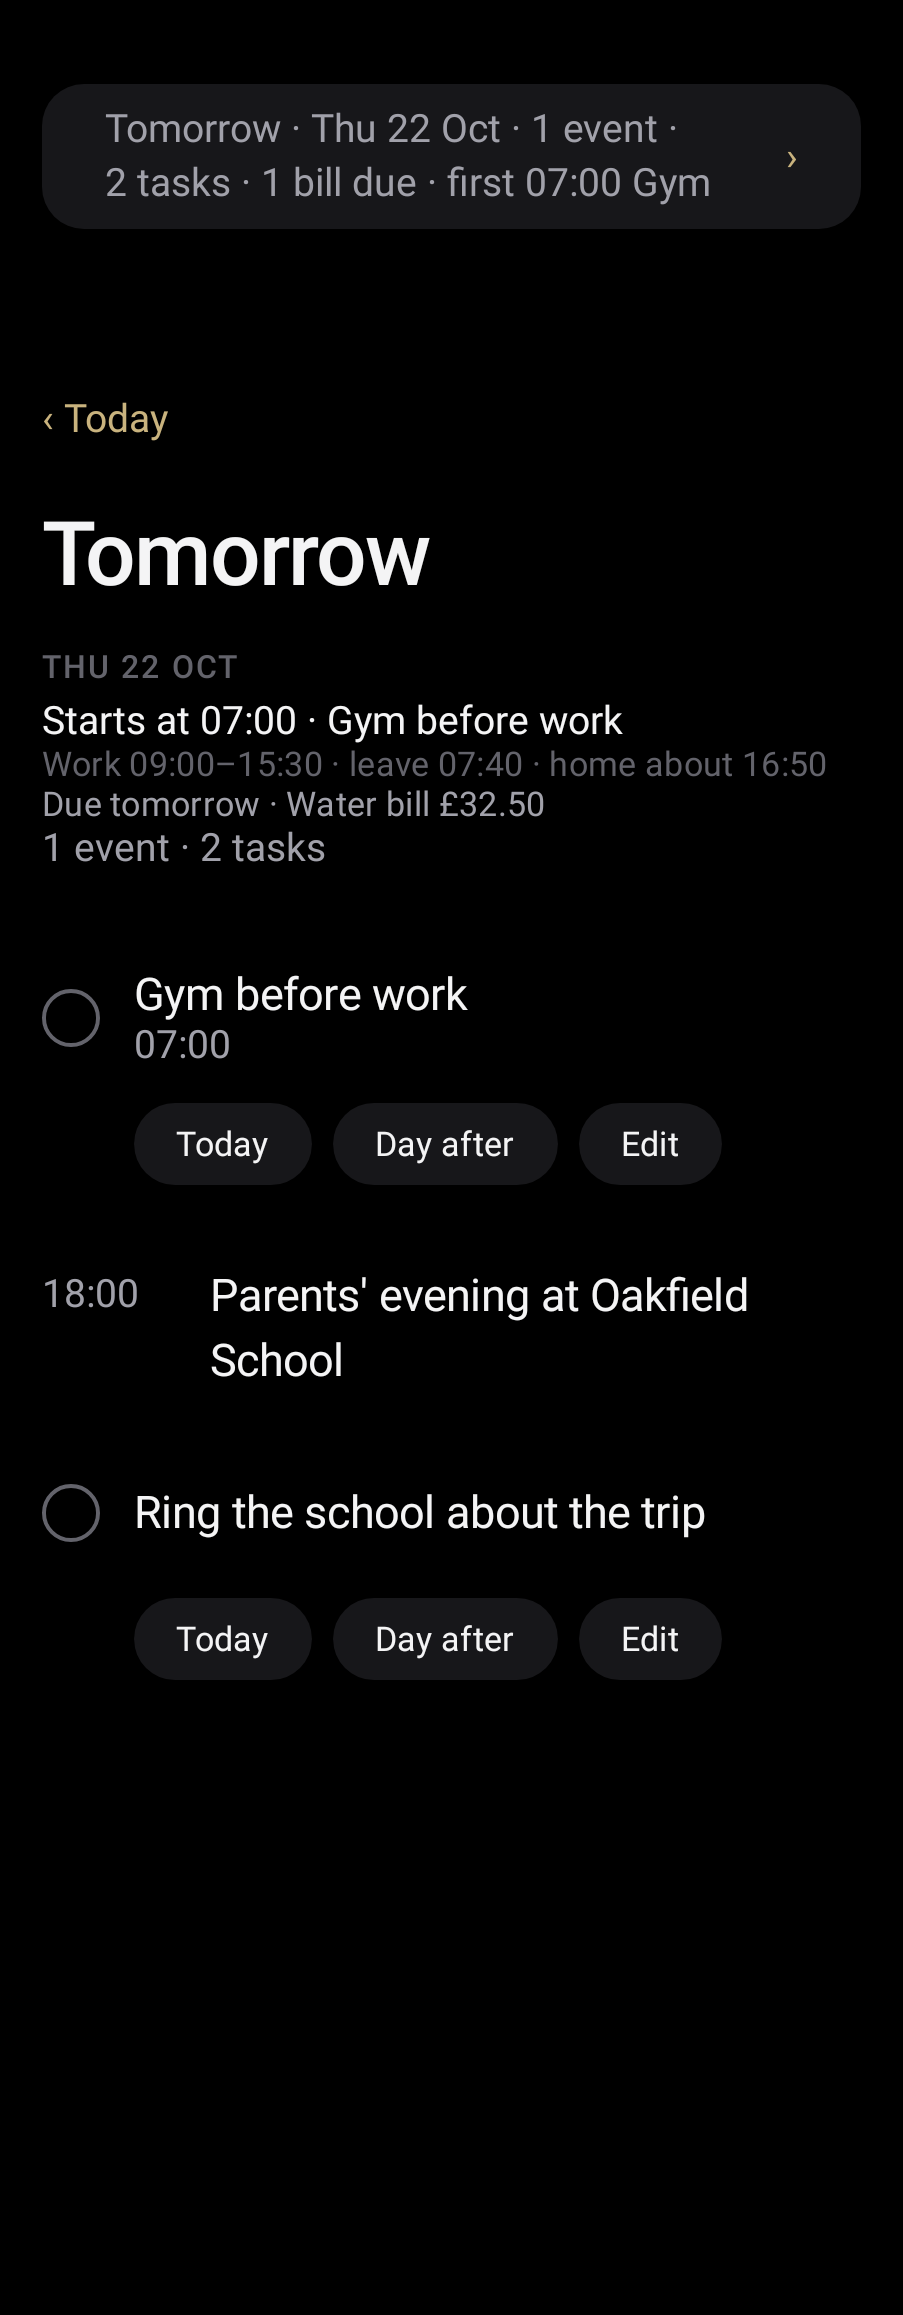 Tomorrow · Thu 22 Oct · 1 event ·
2 tasks · 1 bill due · first 07:00 Gym
›
‹ Today
Tomorrow
THU 22 OCT
Starts at 07:00 · Gym before work
Work 09:00–15:30 · leave 07:40 · home about 16:50
Due tomorrow · Water bill £32.50
1 event · 2 tasks
Gym before work
07:00
Today Day after Edit
18:00 Parents' evening at Oakfield
School
Ring the school about the trip
Today Day after Edit